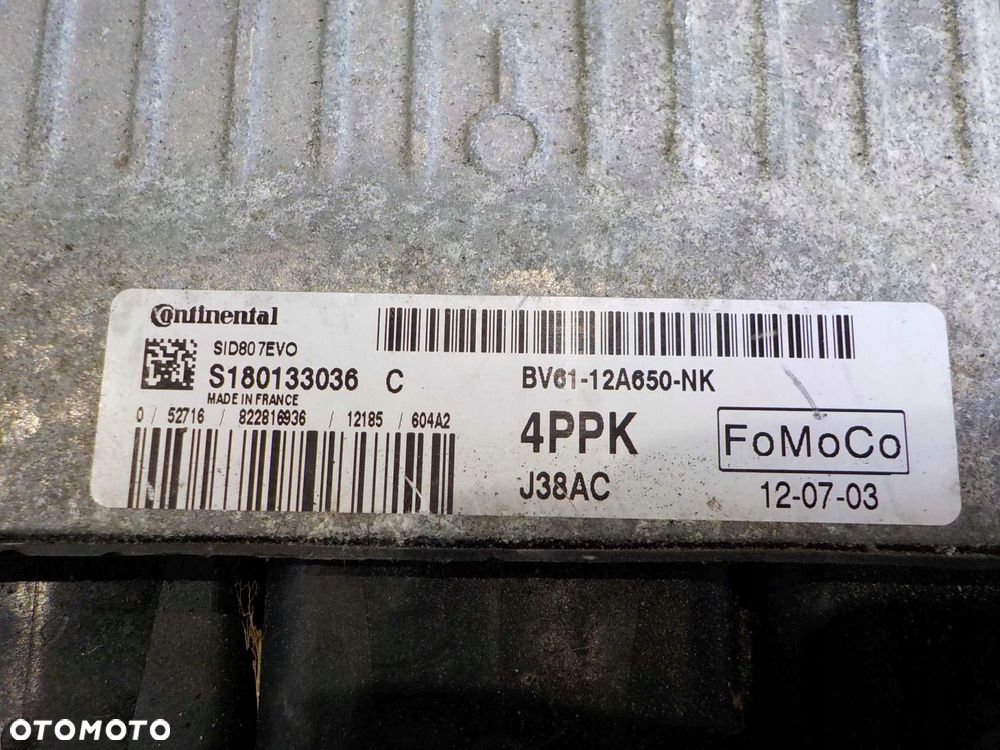 Continental
SID807EVO
S180133036 C
MADE IN FRANCE
0 / 52716 / 822816936 / 12185 / 604A2
BV61-12A650-NK
4PPK
J38AC
FoMoCo
12-07-03
OTOMOTO